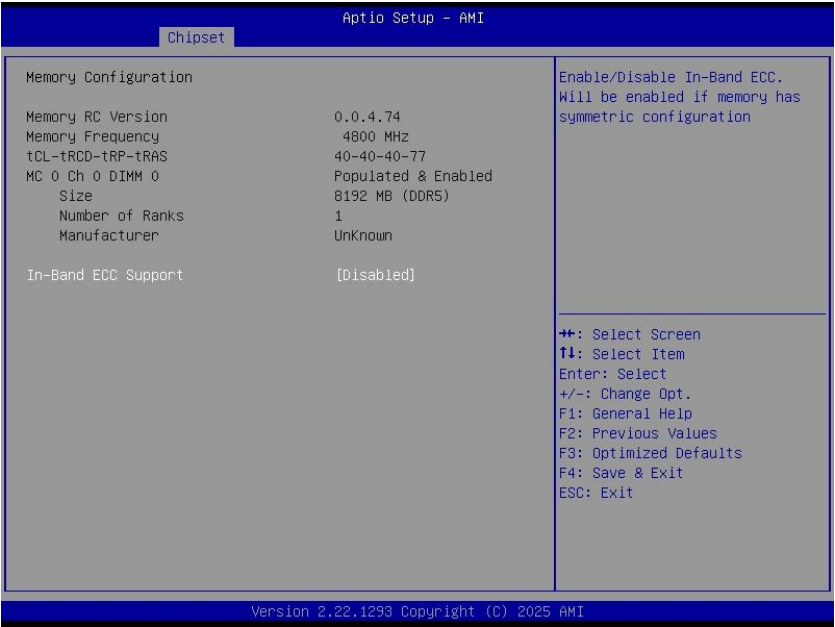 Aptio Setup – AMI
Chipset
Memory Configuration
Memory RC Version 0.0.4.74
Memory Frequency 4800 MHz
tCL-tRCD-tRP-tRAS 40-40-40-77
MC 0 Ch 0 DIMM 0 Populated & Enabled
Size 8192 MB (DDR5)
Number of Ranks 1
Manufacturer UnKnown
In-Band ECC Support [Disabled]
Enable/Disable In-Band ECC.
Will be enabled if memory has
symmetric configuration
→←: Select Screen
↑↓: Select Item
Enter: Select
+/-: Change Opt.
F1: General Help
F2: Previous Values
F3: Optimized Defaults
F4: Save & Exit
ESC: Exit
Version 2.22.1293 Copyright (C) 2025 AMI